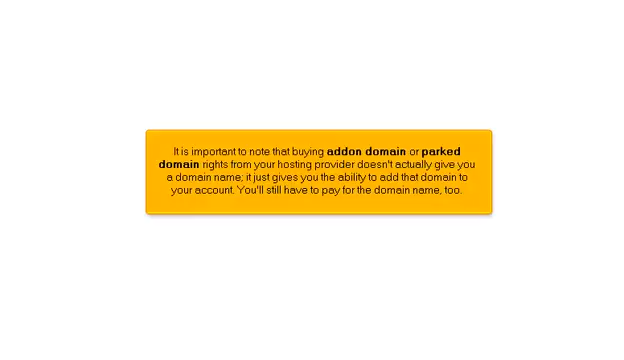 It is important to note that buying addon domain or parked
domain rights from your hosting provider doesn't actually give you
a domain name; it just gives you the ability to add that domain to
your account. You'll still have to pay for the domain name, too.